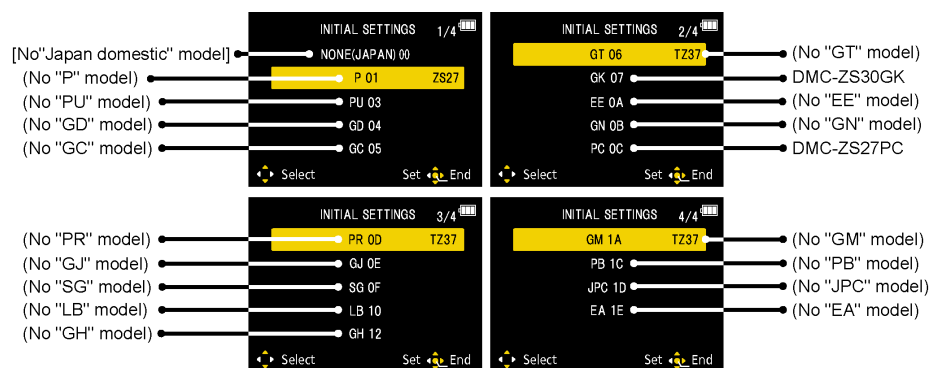 INITIAL SETTINGS 1/4
[No"Japan domestic" model] NONE(JAPAN) 00
(No "P" model) P 01 ZS27
(No "PU" model) PU 03
(No "GD" model) GD 04
(No "GC" model) GC 05
Select Set End
INITIAL SETTINGS 2/4
GT 06 TZ37 (No "GT" model)
GK 07 DMC-ZS30GK
EE 0A (No "EE" model)
GN 0B (No "GN" model)
PC 0C DMC-ZS27PC
Select Set End
INITIAL SETTINGS 3/4
(No "PR" model) PR 0D TZ37
(No "GJ" model) GJ 0E
(No "SG" model) SG 0F
(No "LB" model) LB 10
(No "GH" model) GH 12
Select Set End
INITIAL SETTINGS 4/4
GM 1A TZ37 (No "GM" model)
PB 1C (No "PB" model)
JPC 1D (No "JPC" model)
EA 1E (No "EA" model)
Select Set End